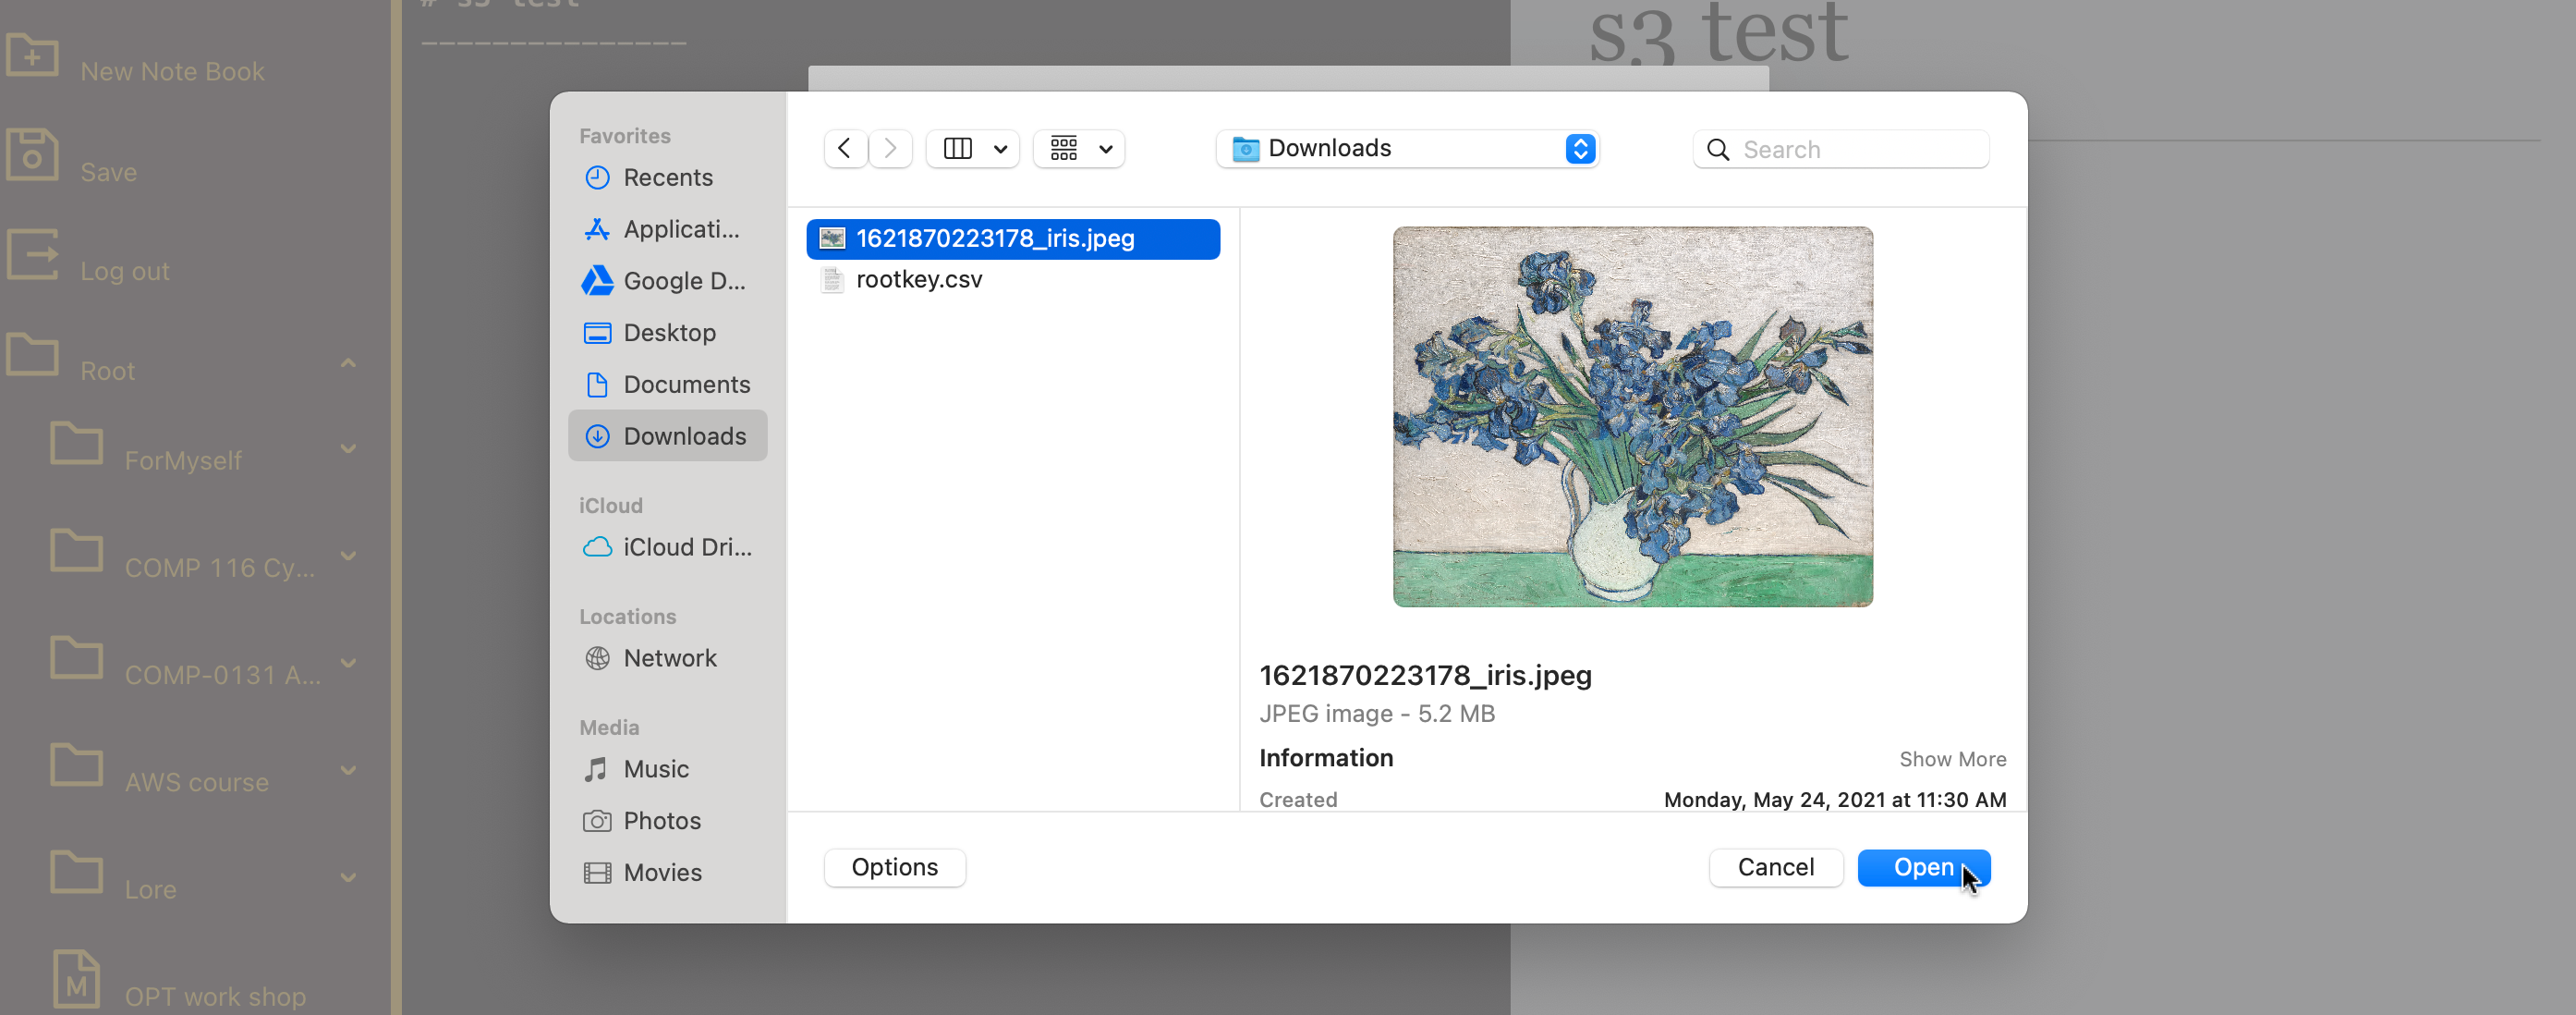 # s3 test
---------------
s3 test
New Note Book
Save
Log out
Root
ForMyself
COMP 116 Cy...
COMP-0131 A...
AWS course
Lore
M
OPT work shop
Favorites
Recents
Applicati...
Google D...
Desktop
Documents
Downloads
iCloud
iCloud Dri...
Locations
Network
Media
Music
Photos
Movies
Downloads
Search
1621870223178_iris.jpeg
rootkey.csv
1621870223178_iris.jpeg
JPEG image - 5.2 MB
Information
Show More
Created
Monday, May 24, 2021 at 11:30 AM
Options
Cancel
Open